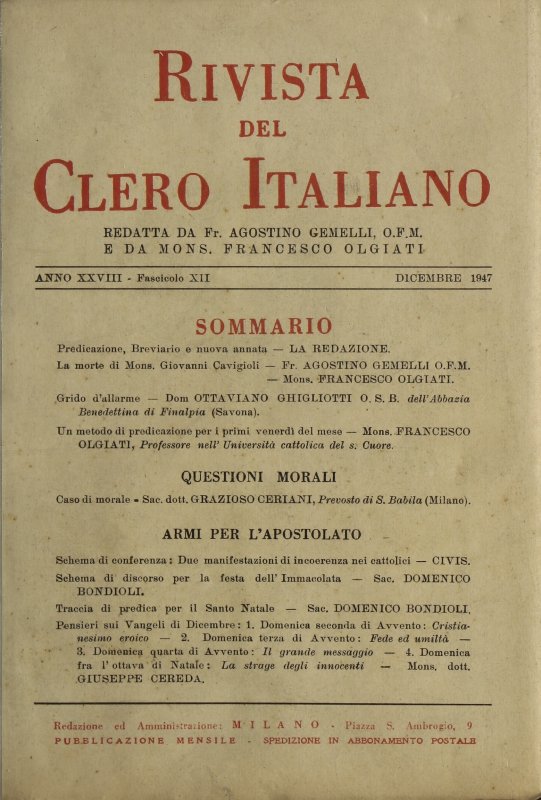 RIVISTA
DEL
CLERO ITALIANO
REDATTA DA Fr. AGOSTINO GEMELLI, O.F.M.
E DA MONS. FRANCESCO OLGIATI
ANNO XXVIII - Fascicolo XII DICEMBRE 1947
SOMMARIO
Predicazione, Breviario e nuova annata — LA REDAZIONE.
La morte di Mons. Giovanni Cavigioli — Fr. AGOSTINO GEMELLI O.F.M.
— Mons. FRANCESCO OLGIATI.
Grido d'allarme — Dom OTTAVIANO GHIGLIOTTI O. S. B. dell'Abbazia
Benedettina di Finalpia (Savona).
Un metodo di predicazione per i primi venerdì del mese — Mons. FRANCESCO
OLGIATI, Professore nell' Università cattolica del s. Cuore.
QUESTIONI MORALI
Caso di morale - Sac. dott. GRAZIOSO CERIANI, Prevosto di S. Babila (Milano).
ARMI PER L'APOSTOLATO
Schema di conferenza : Due manifestazioni di incoerenza nei cattolici — CIVIS.
Schema di discorso per la festa dell' Immacolata — Sac. DOMENICO
BONDIOLI.
Traccia di predica per il Santo Natale — Sac. DOMENICO BONDIOLI.
Pensieri sui Vangeli di Dicembre : 1. Domenica seconda di Avvento : Cristia-
nesimo eroico — 2. Domenica terza di Avvento : Fede ed umiltà —
3. Domenica quarta di Avvento : Il grande messaggio — 4. Domenica
fra l' ottava di Natale : La strage degli innocenti — Mons. dott.
GIUSEPPE CEREDA.
Redazione ed Amministrazione: MILANO - Piazza S. Ambrogio, 9
PUBBLICAZIONE MENSILE - SPEDIZIONE IN ABBONAMENTO POSTALE